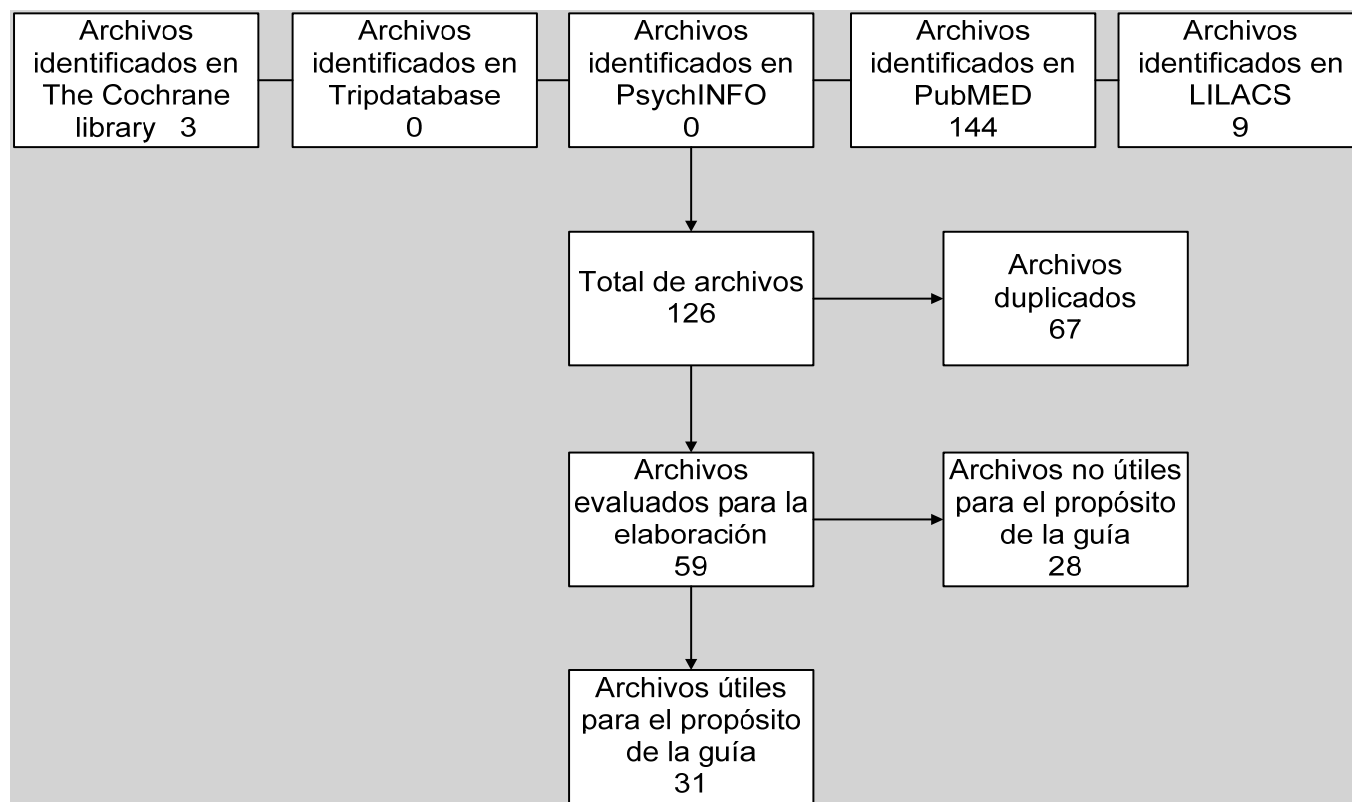 Archivos
identificados en
The Cochrane
library 3
Archivos
identificados en
Tripdatabase
0
Archivos
identificados en
PsychINFO
0
Archivos
identificados en
PubMED
144
Archivos
identificados en
LILACS
9
Total de archivos
126
Archivos
duplicados
67
Archivos
evaluados para la
elaboración
59
Archivos no útiles
para el propósito
de la guía
28
Archivos útiles
para el propósito
de la guía
31